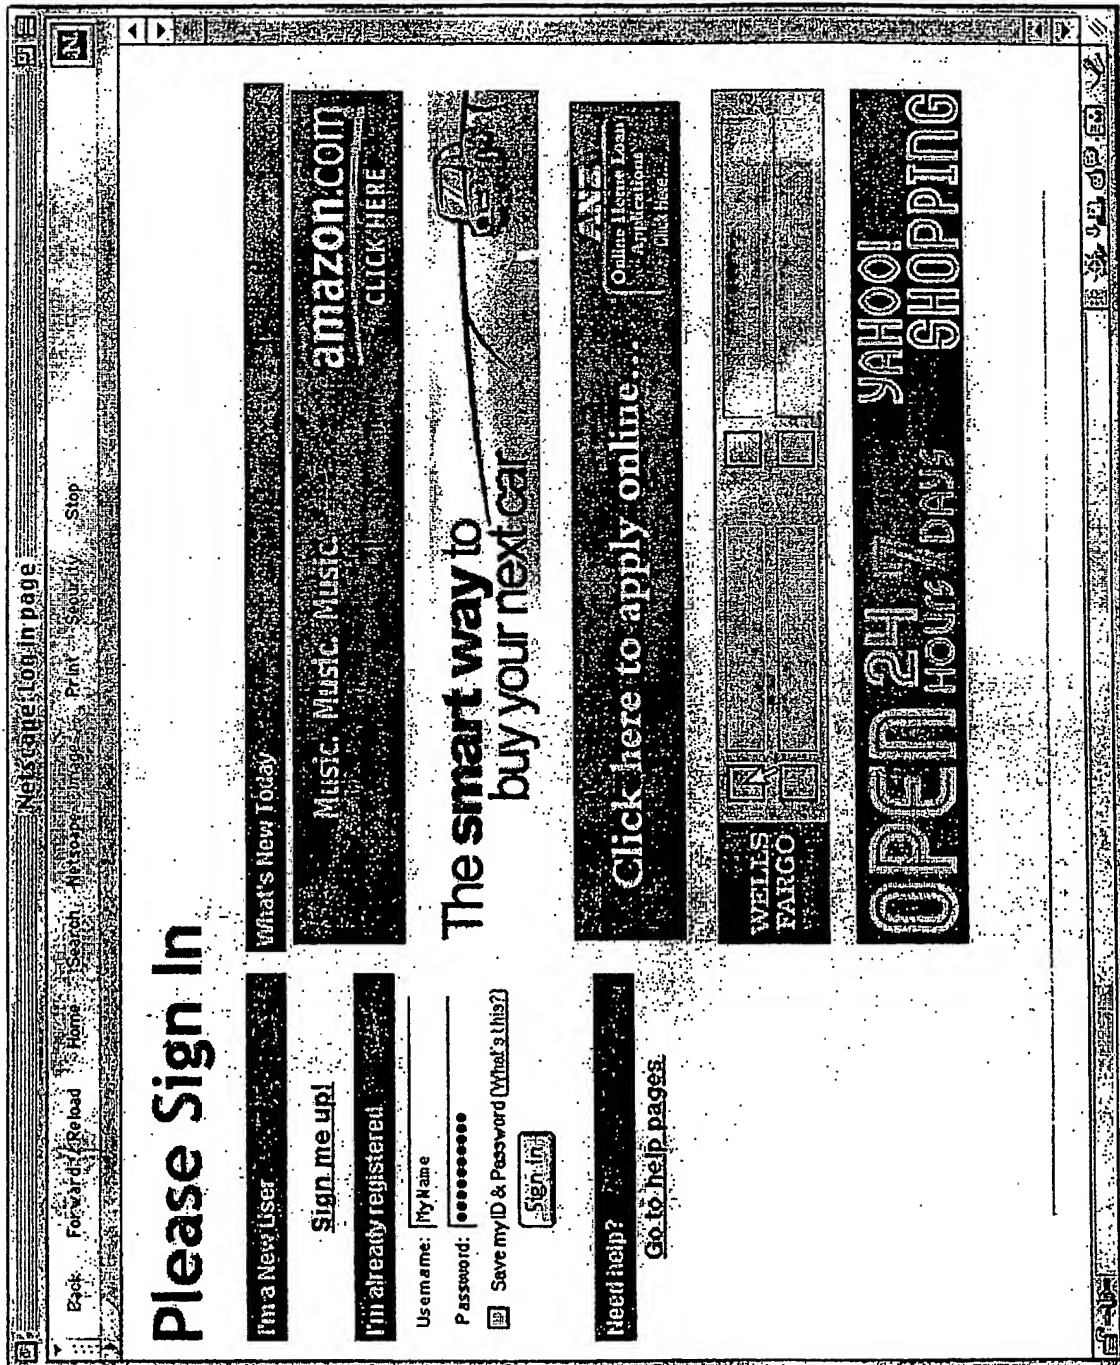 Netscape: Log in page
Back Forward Reload Home Search Netscape Images Print Security Stop
N
Please Sign In
I'm a New User
Sign me up!
I'm already registered
Username: MyName
Password: ●●●●●●●●●
Save my ID & Password (What's this?)
Sign In
Need help?
Go to help pages
What's New Today
Music. Music. Music.
amazon.com
CLICK HERE
The smart way to
buy your next car
Click here to apply online...
Online Home Loan
Application
Click Here
WELLS
FARGO
OPEN 24 HOURS / 7 DAYS
YAHOO!
SHOPPING